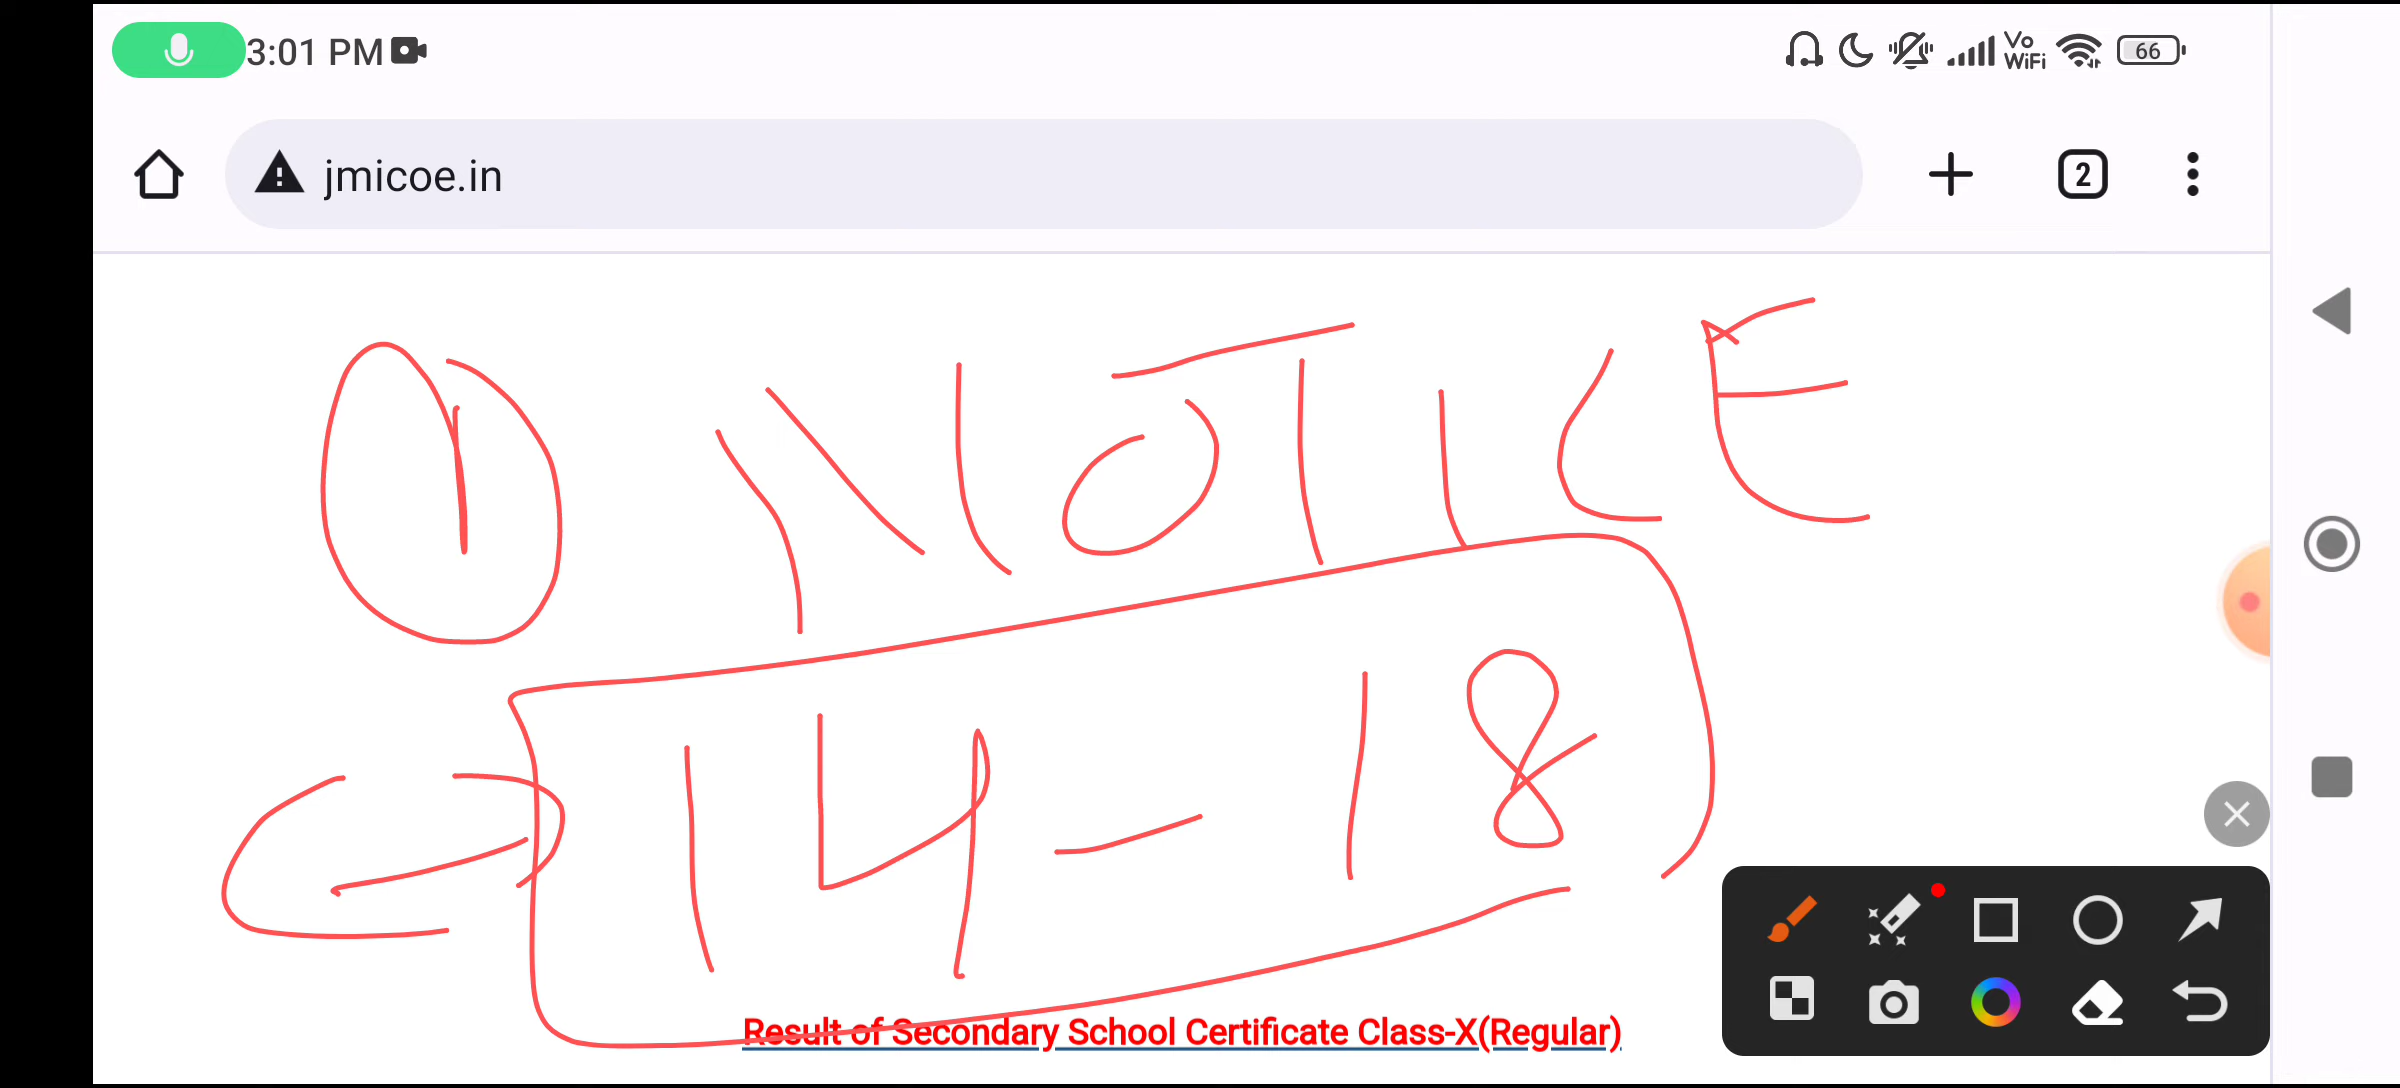 3:01 PM
Vo
WiFi
66
jmicoe.in
2
1 NOTICE
14-18
Result of Secondary School Certificate Class-X(Regular)